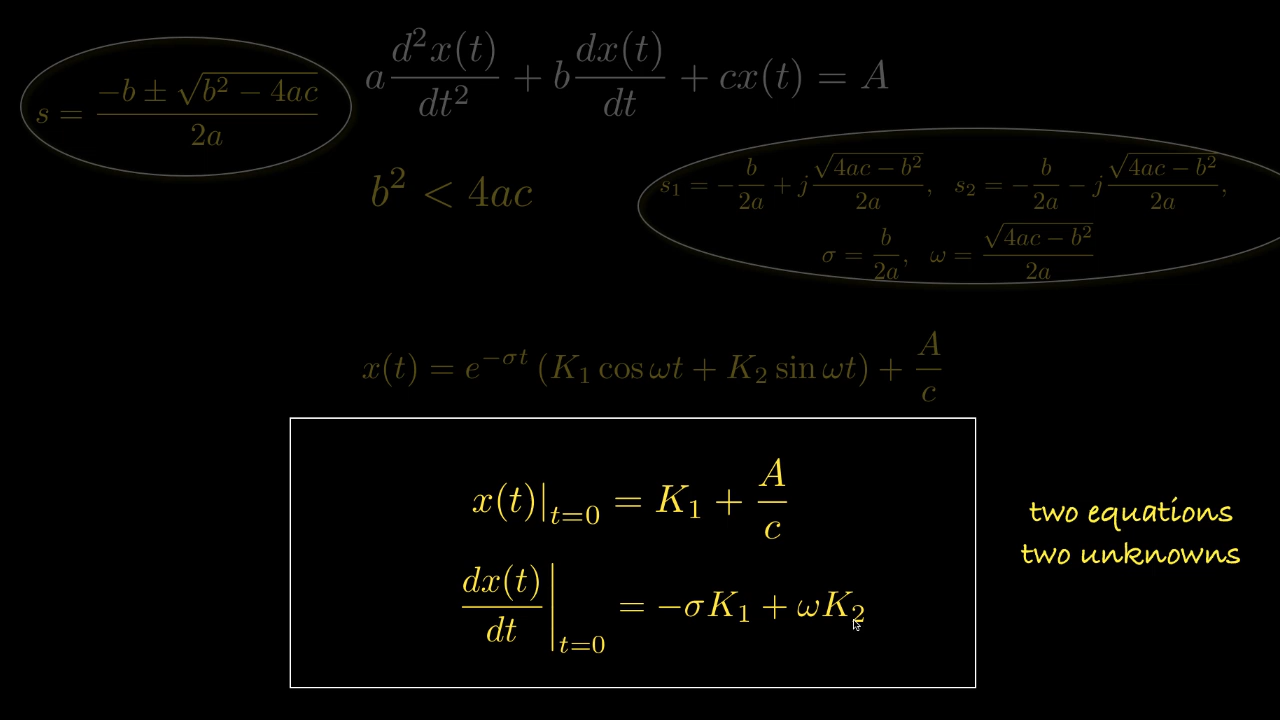 a d²x(t)/dt² + b dx(t)/dt + cx(t) = A
s = (-b ± √(b² - 4ac))/2a
b² < 4ac
s₁ = -b/2a + j √(4ac - b²)/2a, s₂ = -b/2a - j √(4ac - b²)/2a,
σ = b/2a, ω = √(4ac - b²)/2a
x(t) = e^(-σt) (K₁ cos ωt + K₂ sin ωt) + A/c
x(t)|ₜ₌₀ = K₁ + A/c
dx(t)/dt |ₜ₌₀ = -σK₁ + ωK₂
two equations
two unknowns